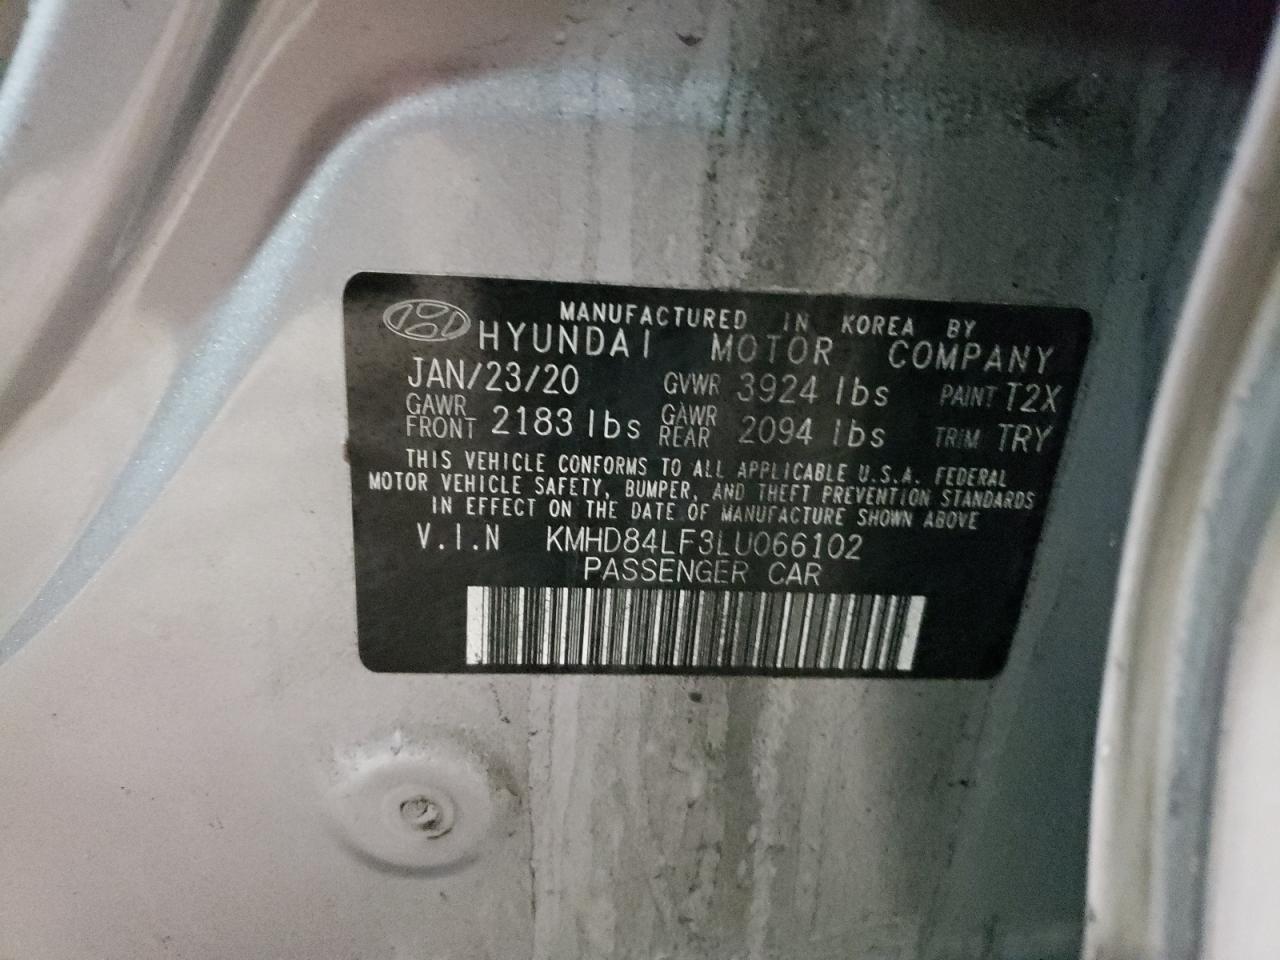 MANUFACTURED IN KOREA BY
HYUNDAI MOTOR COMPANY
JAN/23/20 GVWR 3924 lbs PAINT T2X
GAWR FRONT 2183 lbs GAWR REAR 2094 lbs TRIM TRY
THIS VEHICLE CONFORMS TO ALL APPLICABLE U.S.A. FEDERAL
MOTOR VEHICLE SAFETY, BUMPER, AND THEFT PREVENTION STANDARDS
IN EFFECT ON THE DATE OF MANUFACTURE SHOWN ABOVE
V.I.N KMHD84LF3LU066102
PASSENGER CAR